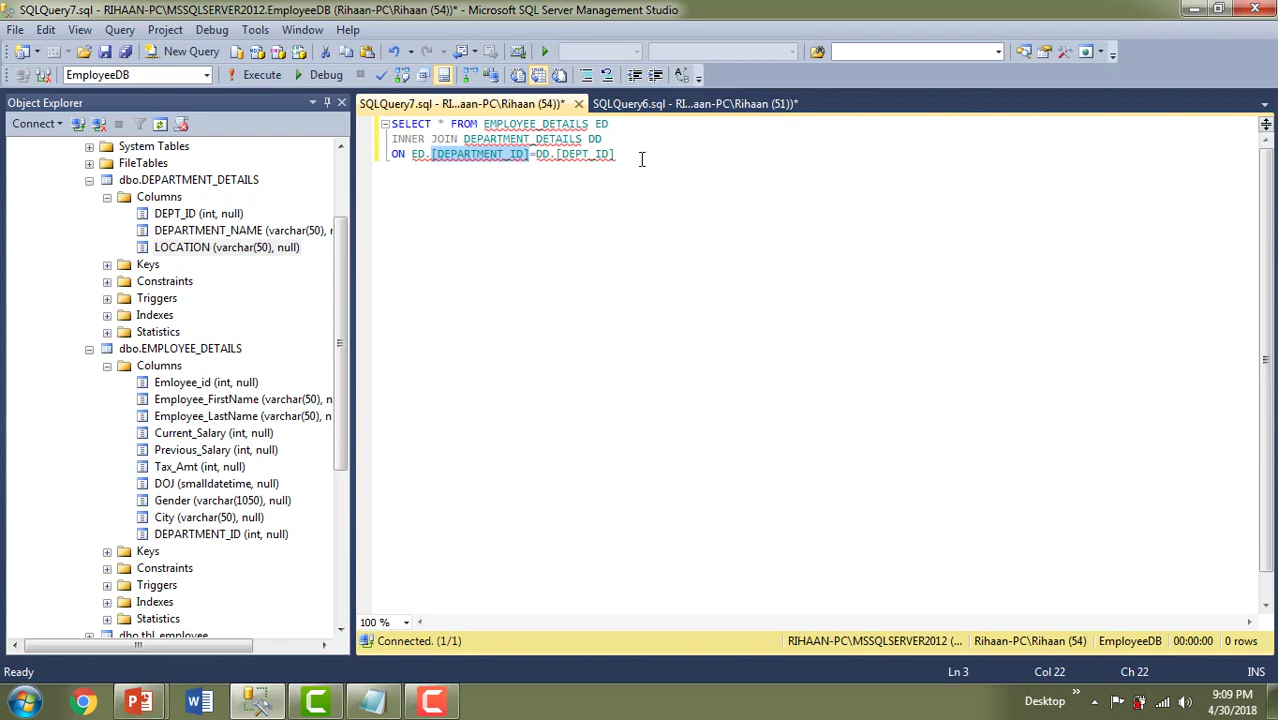 SQLQuery7.sql - RIHAAN-PC\MSSQLSERVER2012.EmployeeDB (Rihaan-PC\Rihaan (54))* - Microsoft SQL Server Management Studio
File Edit View Query Project Debug Tools Window Help
New Query
EmployeeDB Execute Debug
Object Explorer
SQLQuery7.sql - RI...aan-PC\Rihaan (54))* SQLQuery6.sql - RI...aan-PC\Rihaan (51))*
Connect
System Tables
FileTables
dbo.DEPARTMENT_DETAILS
Columns
DEPT_ID (int, null)
DEPARTMENT_NAME (varchar(50), r
LOCATION (varchar(50), null)
Keys
Constraints
Triggers
Indexes
Statistics
dbo.EMPLOYEE_DETAILS
Columns
Emloyee_id (int, null)
Employee_FirstName (varchar(50), n
Employee_LastName (varchar(50), n
Current_Salary (int, null)
Previous_Salary (int, null)
Tax_Amt (int, null)
DOJ (smalldatetime, null)
Gender (varchar(1050), null)
City (varchar(50), null)
DEPARTMENT_ID (int, null)
Keys
Constraints
Triggers
Indexes
Statistics
dbo.tbl_employee
SELECT * FROM EMPLOYEE_DETAILS ED
INNER JOIN DEPARTMENT_DETAILS DD
ON ED.[DEPARTMENT_ID]=DD.[DEPT_ID]
100 %
Connected. (1/1) RIHAAN-PC\MSSQLSERVER2012 (... Rihaan-PC\Rihaan (54) EmployeeDB 00:00:00 0 rows
Ready Ln 3 Col 22 Ch 22 INS
Desktop
9:09 PM
4/30/2018